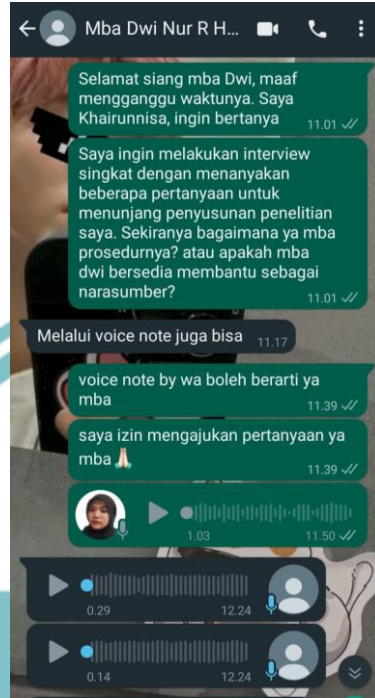 Mba Dwi Nur R H...
Selamat siang mba Dwi, maaf
mengganggu waktunya. Saya
Khairunnisa, ingin bertanya
11.01
Saya ingin melakukan interview
singkat dengan menanyakan
beberapa pertanyaan untuk
menunjang penyusunan penelitian
saya. Sekiranya bagaimana ya mba
prosedurnya? atau apakah mba
dwi bersedia membantu sebagai
narasumber?
11.01
Melalui voice note juga bisa 11.17
voice note by wa boleh berarti ya
mba
11.39
saya izin mengajukan pertanyaan ya
mba 🙏🏻
11.39
1.03 11.50
0.29 12.24
0.14 12.24